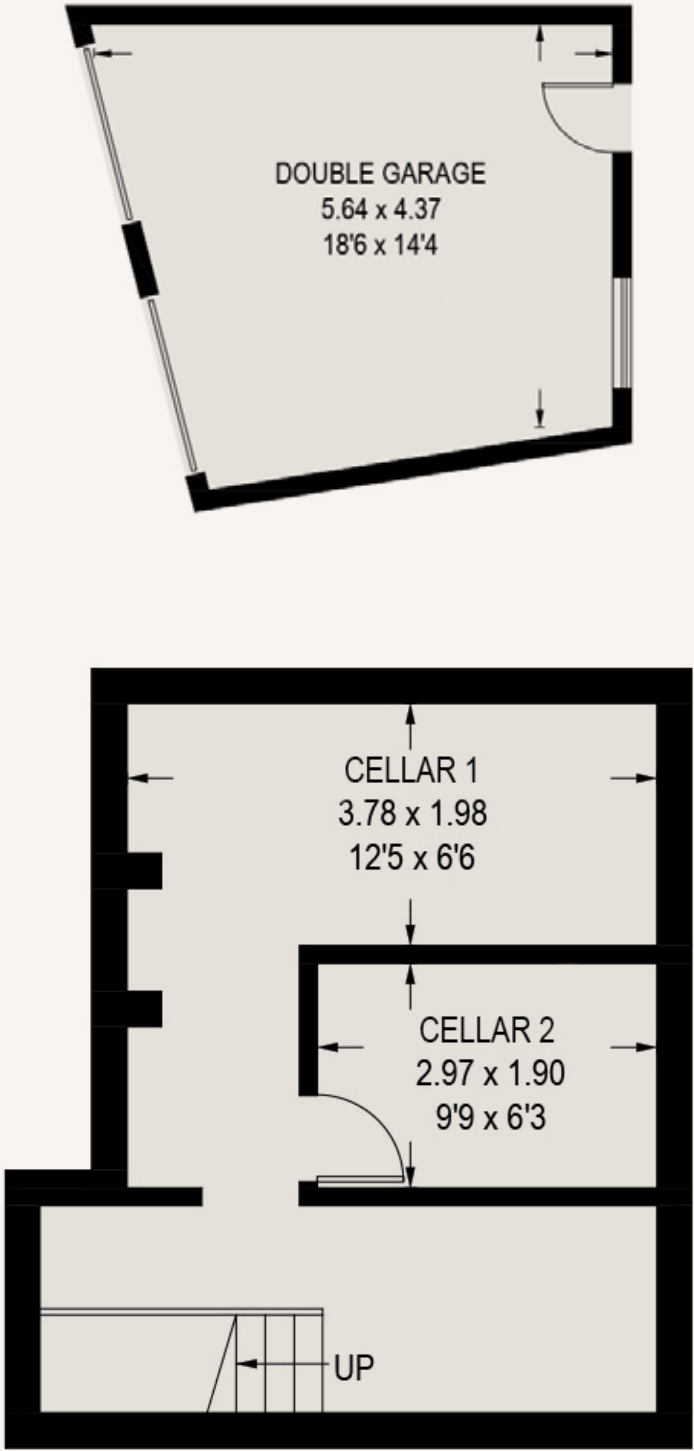 DOUBLE GARAGE
5.64 x 4.37
18'6 x 14'4
CELLAR 1
3.78 x 1.98
12'5 x 6'6
CELLAR 2
2.97 x 1.90
9'9 x 6'3
UP